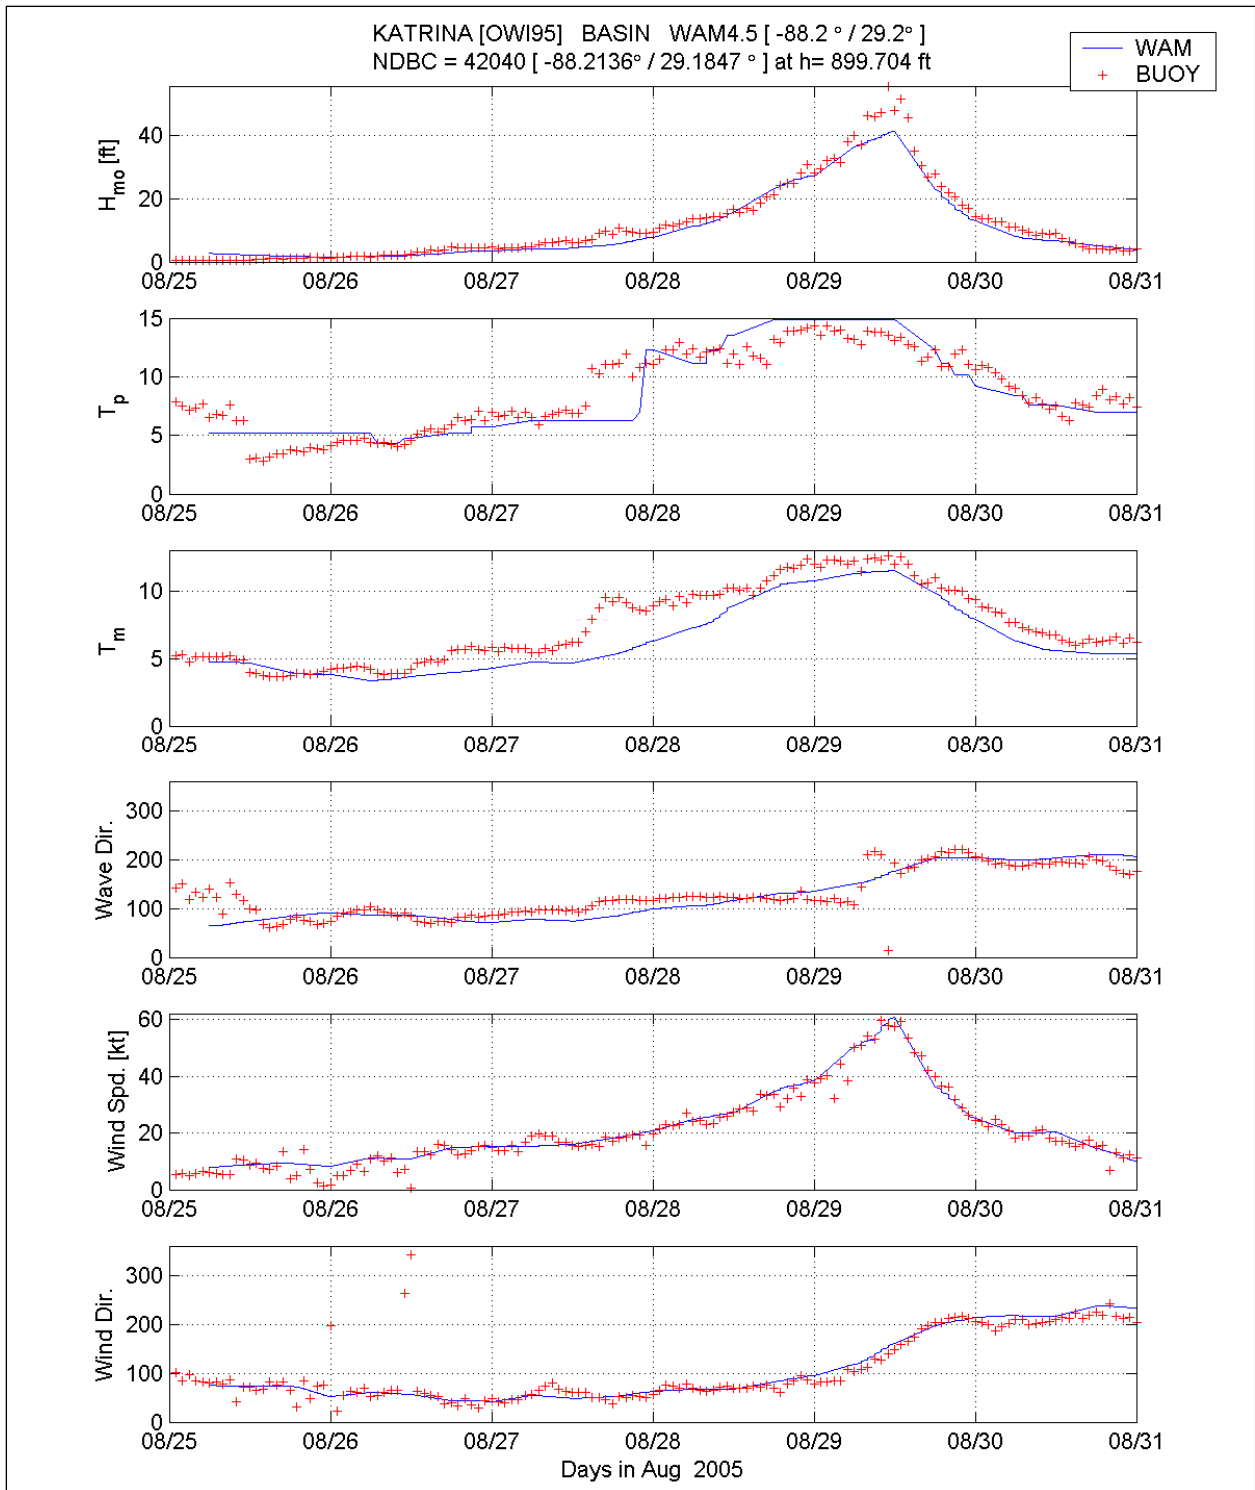 KATRINA [OWI95] BASIN WAM4.5 [ -88.2 ° / 29.2° ]
NDBC = 42040 [ -88.2136° / 29.1847 ° ] at h= 899.704 ft
WAM
BUOY
Hmo [ft]
40
20
0
08/25 08/26 08/27 08/28 08/29 08/30 08/31
Tp
15
10
5
0
08/25 08/26 08/27 08/28 08/29 08/30 08/31
Tm
10
5
0
08/25 08/26 08/27 08/28 08/29 08/30 08/31
Wave Dir.
300
200
100
0
08/25 08/26 08/27 08/28 08/29 08/30 08/31
Wind Spd. [kt]
60
40
20
0
08/25 08/26 08/27 08/28 08/29 08/30 08/31
Wind Dir.
300
200
100
0
08/25 08/26 08/27 08/28 08/29 08/30 08/31
Days in Aug 2005